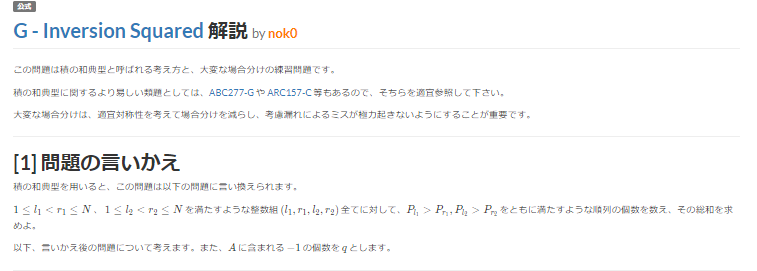 公式
G - Inversion Squared 解説 by nok0
この問題は積の和典型と呼ばれる考え方と、大変な場合分けの練習問題です。
積の和典型に関するより易しい類題としては、ABC277-G や ARC157-C 等もあるので、そちらを適宜参照して下さい。
大変な場合分けは、適宜対称性を考えて場合分けを減らし、考慮漏れによるミスが極力起きないようにすることが重要です。
[1] 問題の言いかえ
積の和典型を用いると、この問題は以下の問題に言い換えられます。
1 ≤ l₁ < r₁ ≤ N 、 1 ≤ l₂ < r₂ ≤ N を満たすような整数組 (l₁, r₁, l₂, r₂) 全てに対して、P_{l₁} > P_{r₁}, P_{l₂} > P_{r₂} をともに満たすような順列の個数を数え、その総和を求
めよ。
以下、言いかえ後の問題について考えます。また、A に含まれる −1 の個数を q とします。